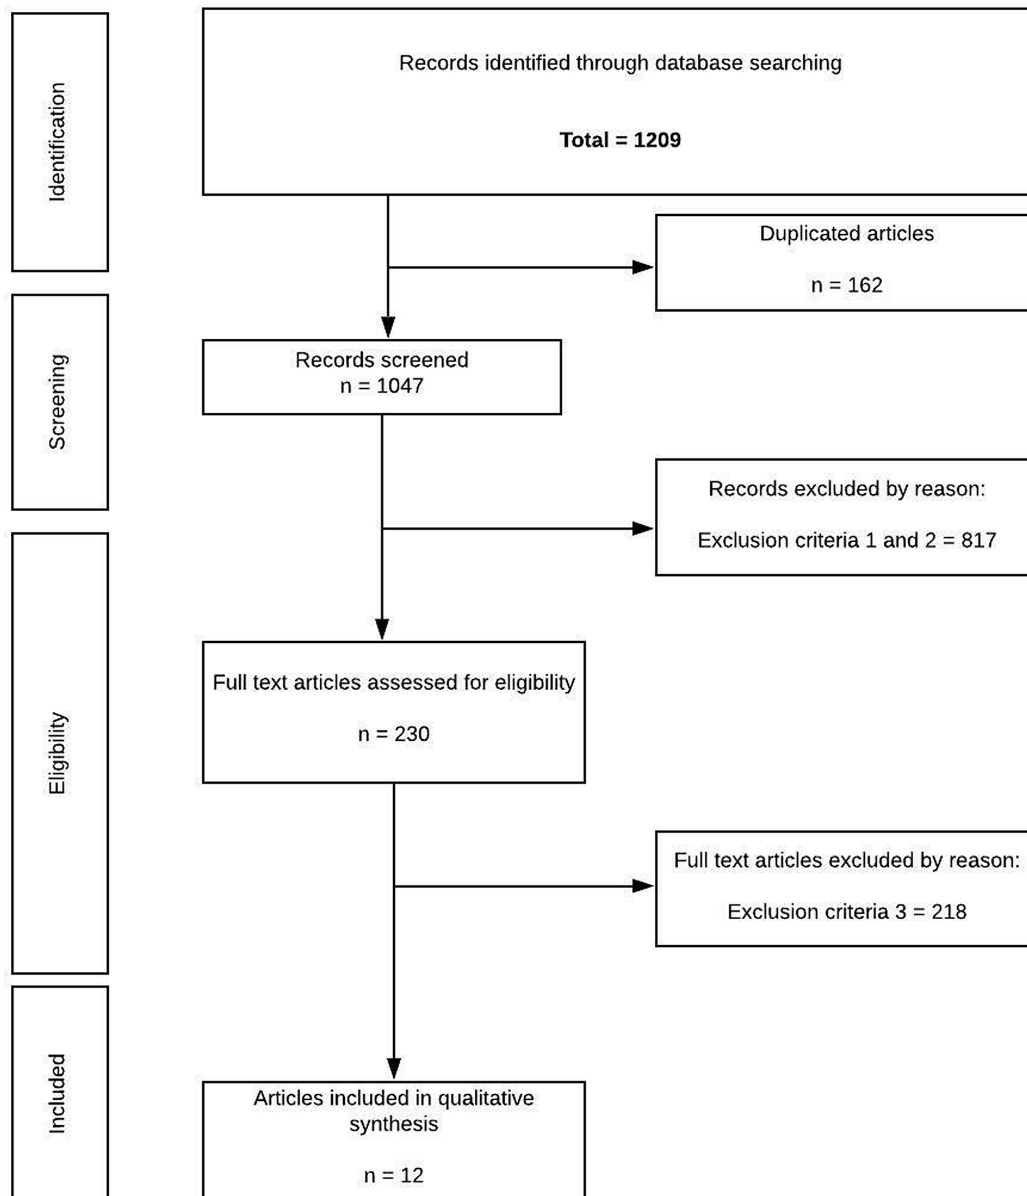 Identification
Records identified through database searching
Total = 1209
Duplicated articles
n = 162
Screening
Records screened
n = 1047
Records excluded by reason:
Exclusion criteria 1 and 2 = 817
Eligibility
Full text articles assessed for eligibility
n = 230
Full text articles excluded by reason:
Exclusion criteria 3 = 218
Included
Articles included in qualitative
synthesis
n = 12